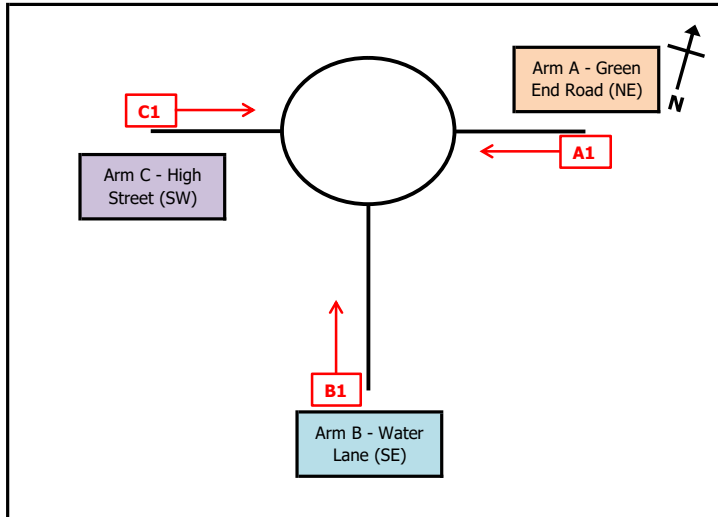 Arm A - Green
End Road (NE)
N
C1
A1
Arm C - High
Street (SW)
B1
Arm B - Water
Lane (SE)